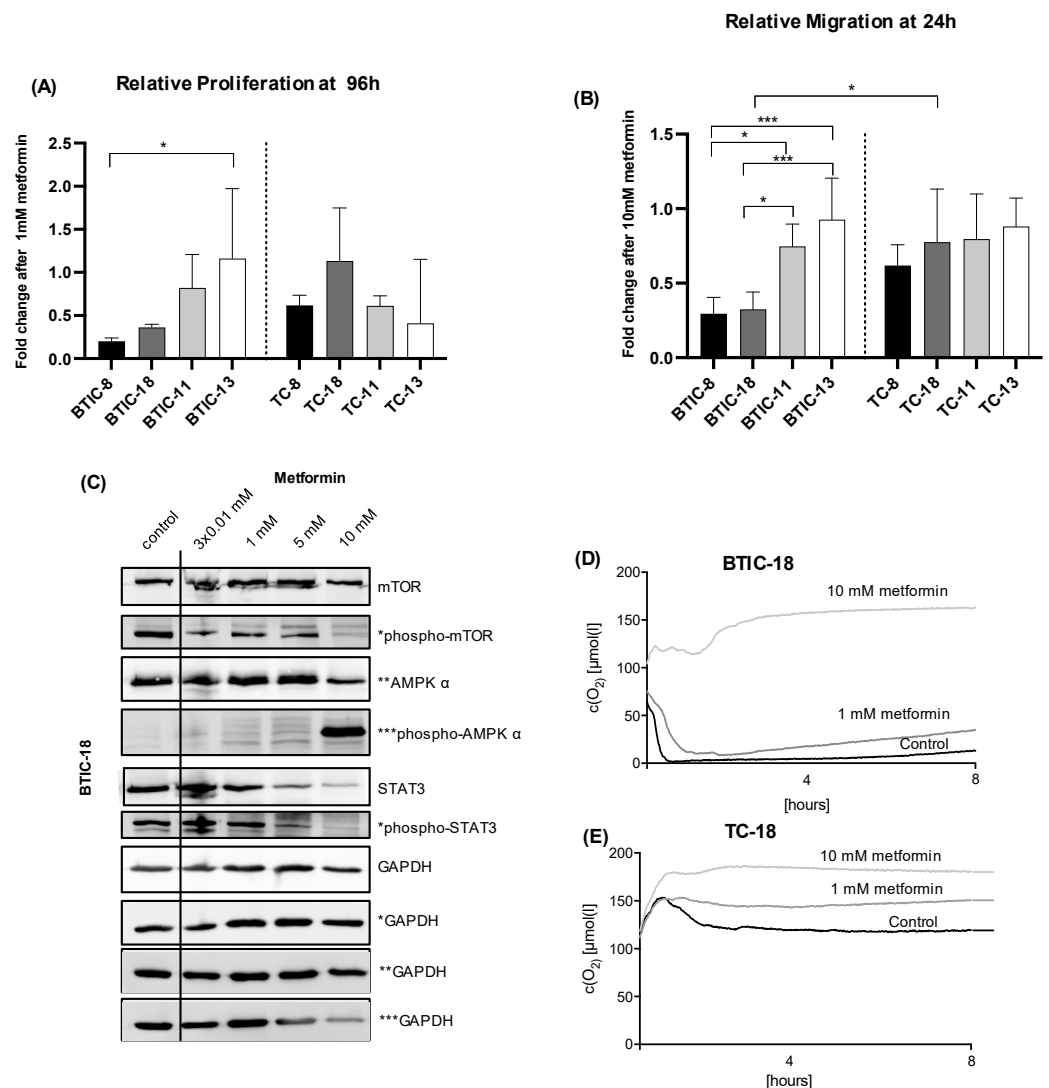 Relative Migration at 24h
(A) Relative Proliferation at 96h
Fold change after 1mM metformin
2.5
2.0
1.5
1.0
0.5
0.0
*
BTIC-8
BTIC-18
BTIC-11
BTIC-13
TC-8
TC-18
TC-11
TC-13
(B)
Fold change after 10mM metformin
1.5
1.0
0.5
0.0
*
***
*
***
*
BTIC-8
BTIC-18
BTIC-11
BTIC-13
TC-8
TC-18
TC-11
TC-13
(C)
Metformin
control
3x0.01 mM
1 mM
5 mM
10 mM
BTIC-18
mTOR
*phospho-mTOR
**AMPK α
***phospho-AMPK α
STAT3
*phospho-STAT3
GAPDH
*GAPDH
**GAPDH
***GAPDH
(D)
BTIC-18
c(O2) [µmol(l]
200
150
100
50
0
10 mM metformin
1 mM metformin
Control
4
8
[hours]
(E)
TC-18
c(O2) [µmol(l]
200
150
100
50
0
10 mM metformin
1 mM metformin
Control
4
8
[hours]